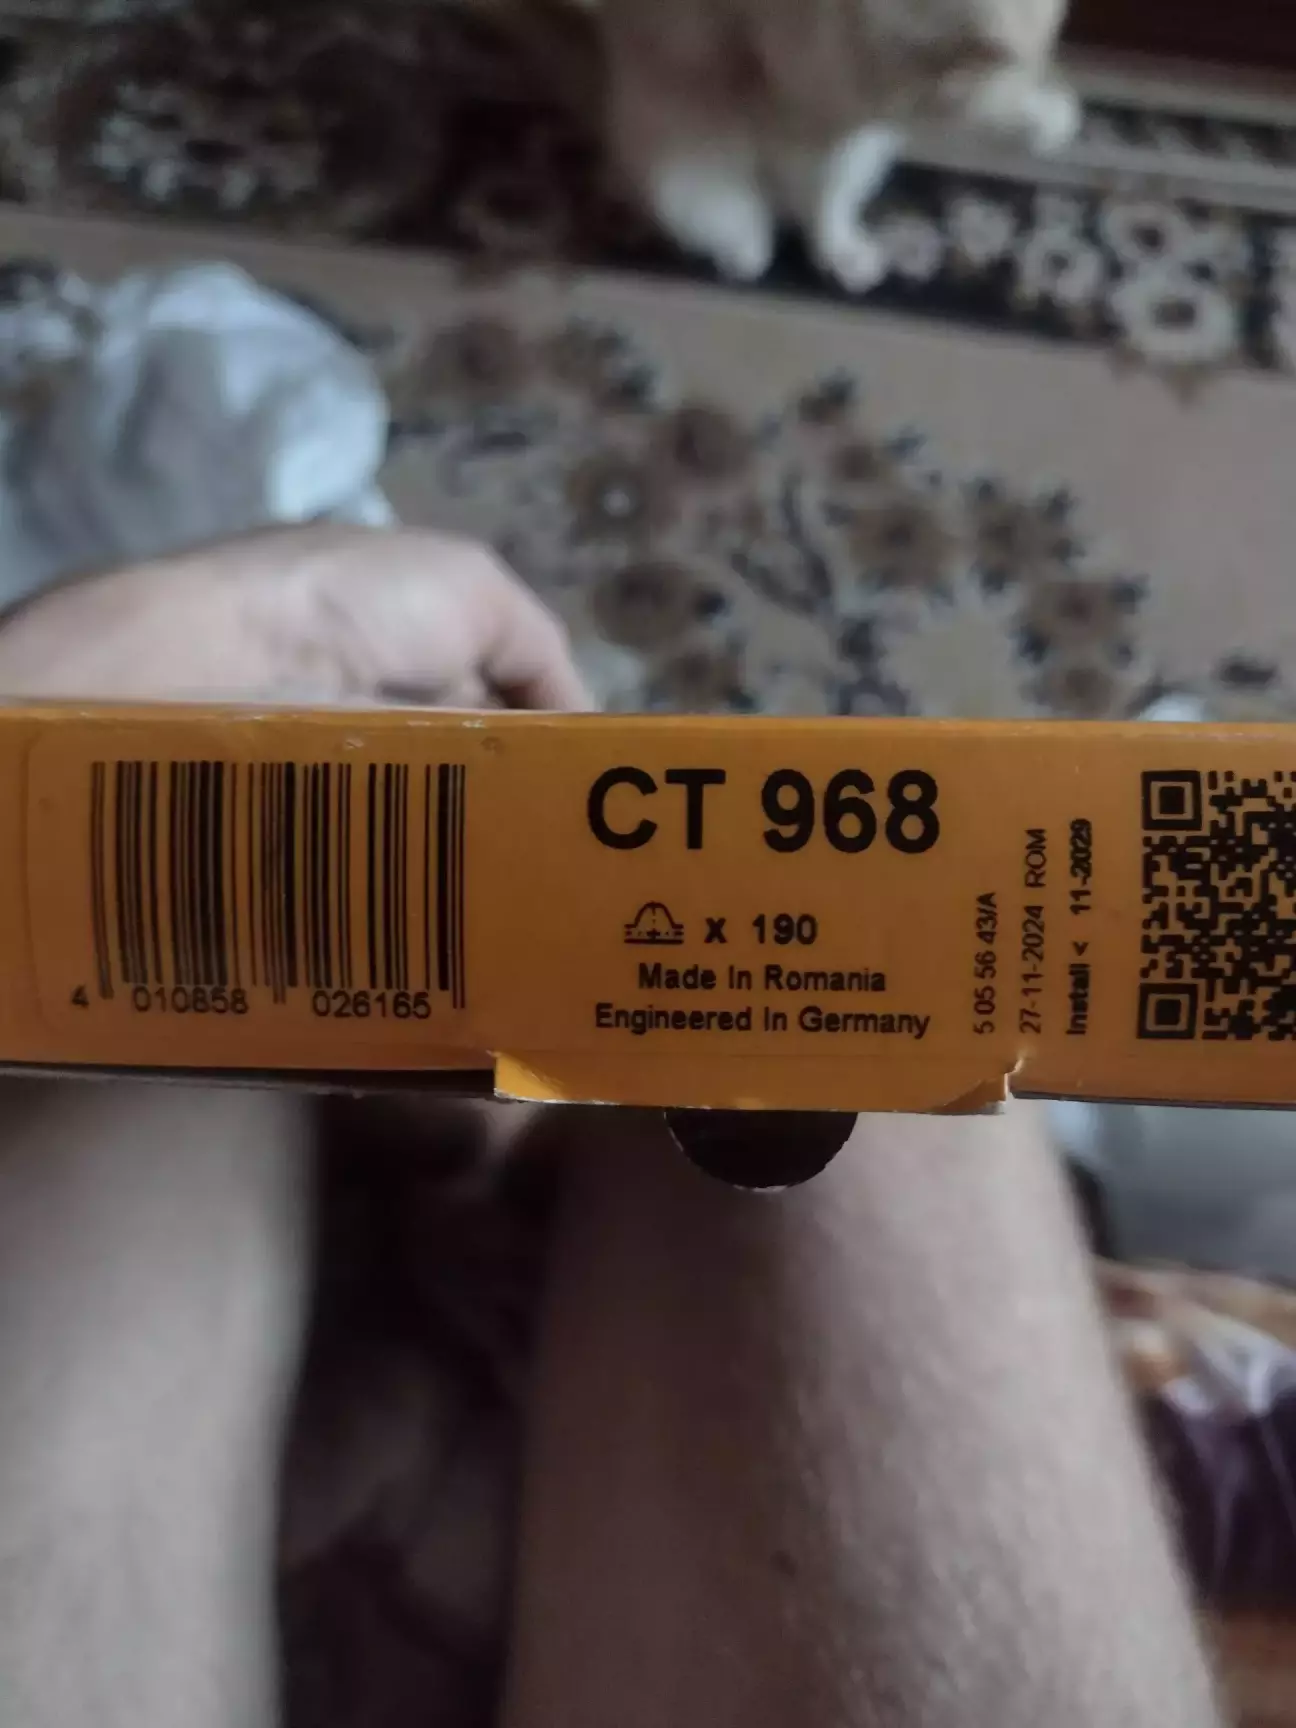 CT 968
x 190
Made In Romania
Engineered In Germany
4 010858 026165
5 05 56 43/A
27-11-2024 ROM
Install < 11-2029